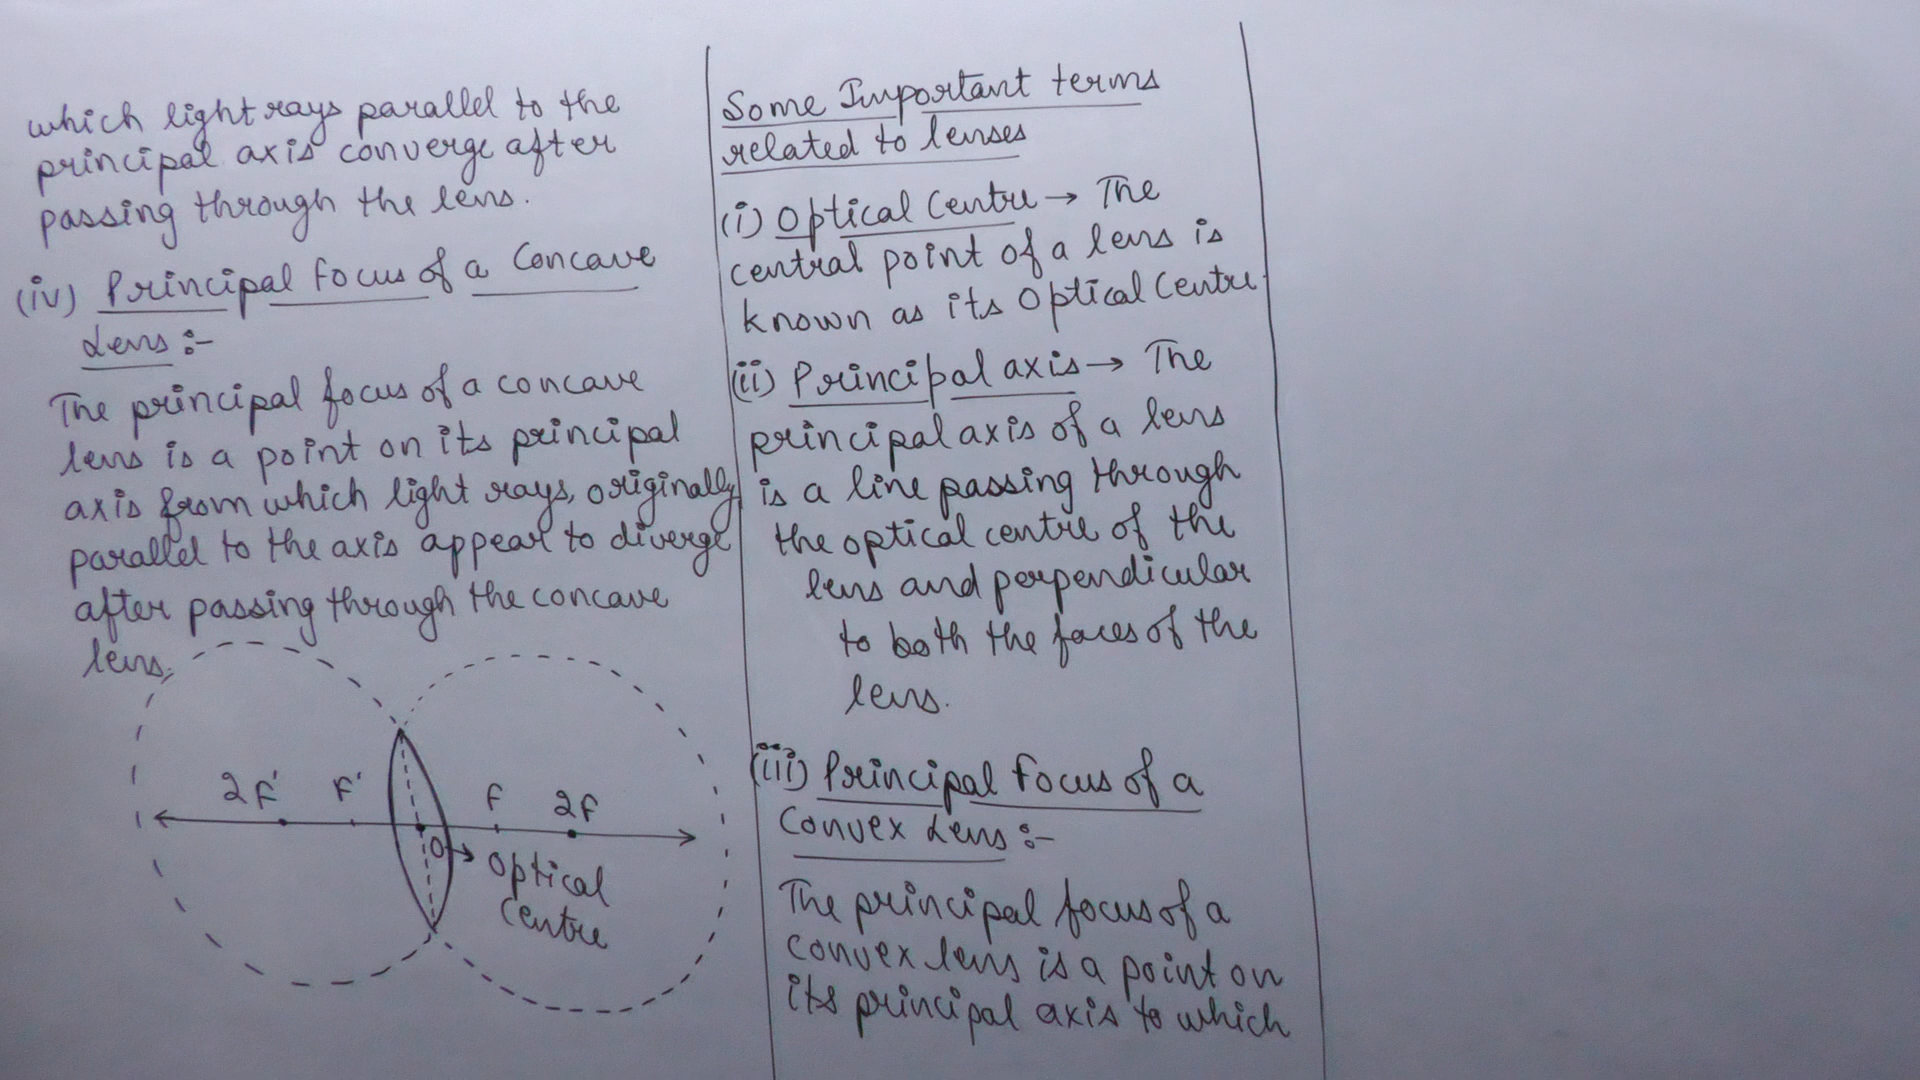 Some Important terms
related to lenses
(i) Optical Centre → The
central point of a lens is
known as its Optical Centre.
(ii) Principal axis → The
principal axis of a lens
is a line passing through
the optical centre of the
lens and perpendicular
to both the faces of the
lens.
(iii) Principal Focus of a
Convex Lens :-
The principal focus of a
convex lens is a point on
its principal axis to which
which light rays parallel to the
principal axis converge after
passing through the lens.
(iv) Principal Focus of a Concave
Lens :-
The principal focus of a concave
lens is a point on its principal
axis from which light rays, originally
parallel to the axis appear to diverge
after passing through the concave
lens.
2F' F' F 2F
O → Optical
Centre